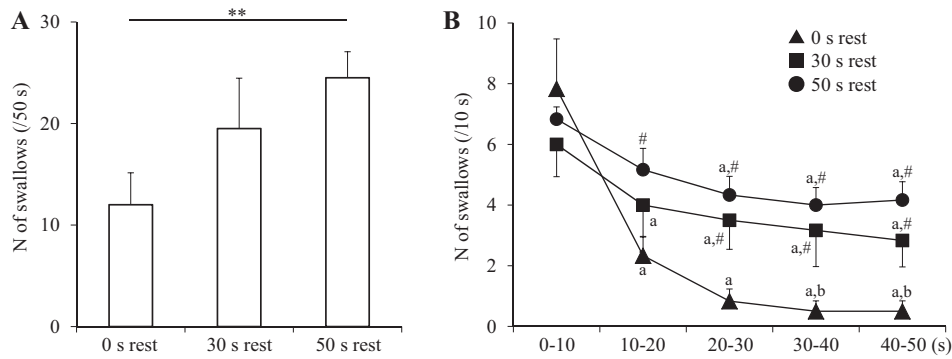 A
N of swallows (/50 s)
30
20
10
0
**
0 s rest
30 s rest
50 s rest
B
N of swallows (/10 s)
10
8
6
4
2
0
0 s rest
30 s rest
50 s rest
#
a,#
a,#
a,#
a
a,#
a,#
a,#
a
a
a,b
a,b
0-10
10-20
20-30
30-40
40-50 (s)